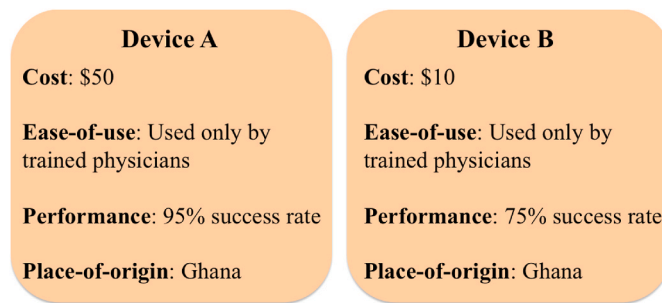 Device A
Cost: $50
Ease-of-use: Used only by
trained physicians
Performance: 95% success rate
Place-of-origin: Ghana
Device B
Cost: $10
Ease-of-use: Used only by
trained physicians
Performance: 75% success rate
Place-of-origin: Ghana